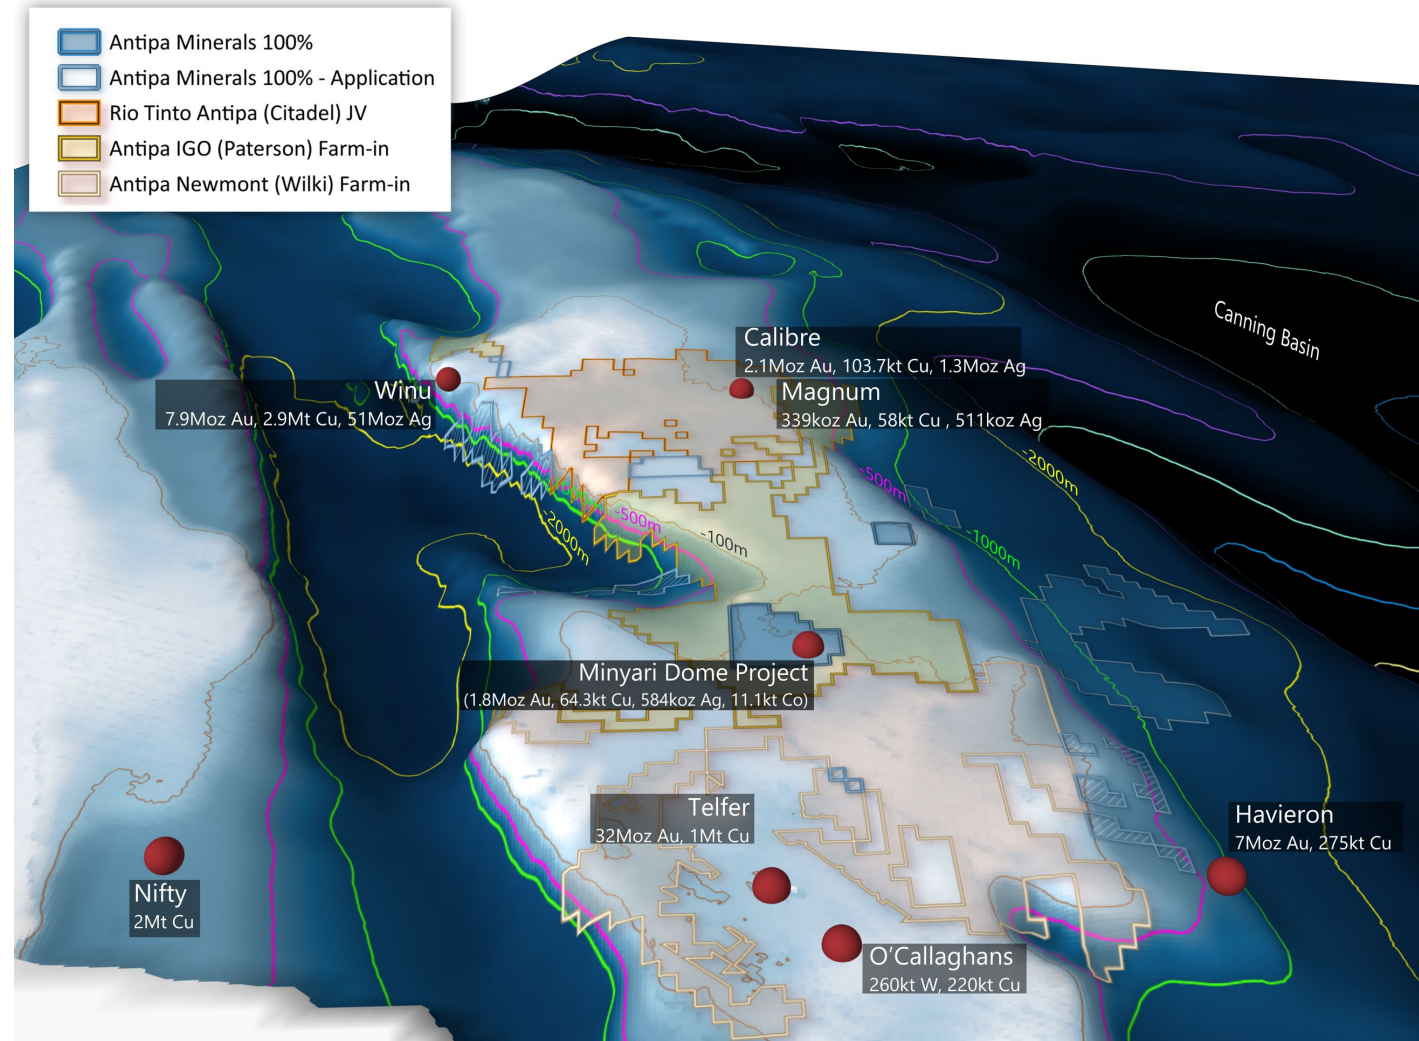 Antipa Minerals 100%
Antipa Minerals 100% - Application
Rio Tinto Antipa (Citadel) JV
Antipa IGO (Paterson) Farm-in
Antipa Newmont (Wilki) Farm-in
Canning Basin
Calibre
2.1Moz Au, 103.7kt Cu, 1.3Moz Ag
Winu
7.9Moz Au, 2.9Mt Cu, 51Moz Ag
Magnum
339koz Au, 58kt Cu , 511koz Ag
-2000m
-500m
-500m
-2000m
-100m
-1000m
Minyari Dome Project
(1.8Moz Au, 64.3kt Cu, 584koz Ag, 11.1kt Co)
Telfer
32Moz Au, 1Mt Cu
Havieron
7Moz Au, 275kt Cu
Nifty
2Mt Cu
O'Callaghans
260kt W, 220kt Cu